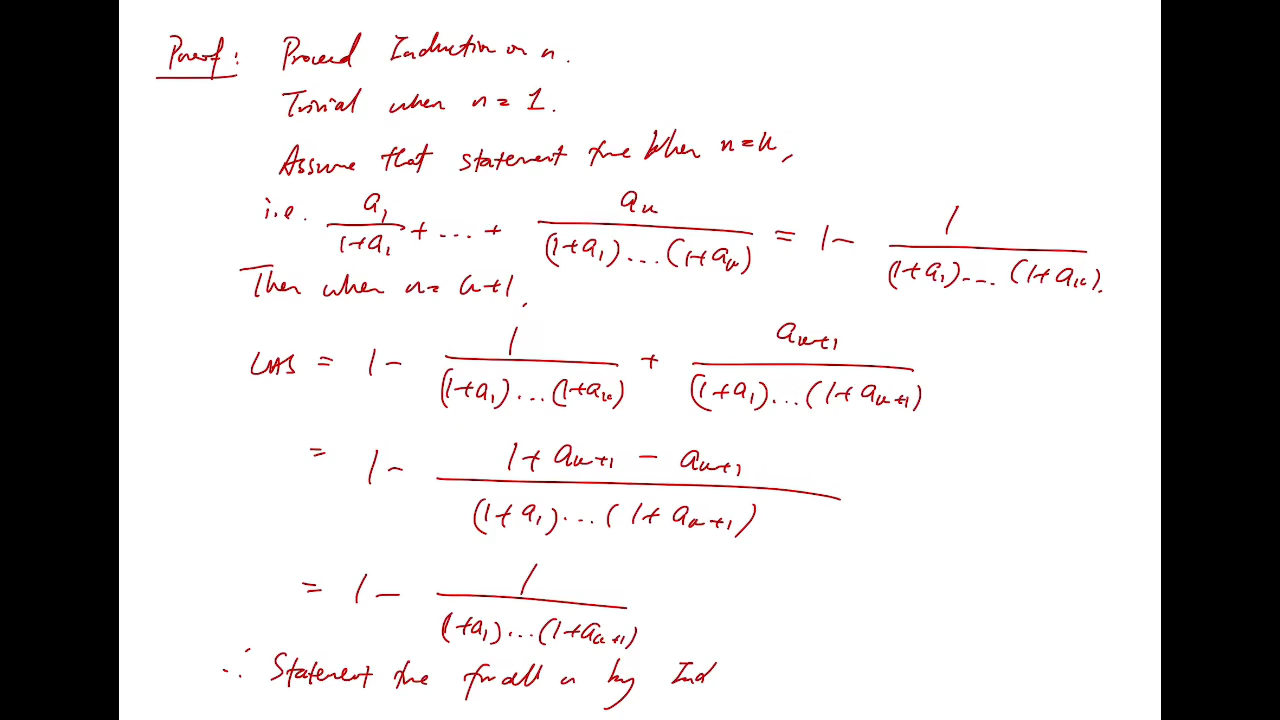 Proof: Proceed Induction on n.
Trivial when n = 1.
Assume that statement true when n = k,
i.e. a₁/(1+a₁) + ... + aₖ/((1+a₁)...(1+aₖ)) = 1 - 1/((1+a₁)...(1+aₖ)).
Then when n = k+1,
LHS = 1 - 1/((1+a₁)...(1+aₖ)) + aₖ₊₁/((1+a₁)...(1+aₖ₊₁))
= 1 - (1+aₖ₊₁ - aₖ₊₁)/((1+a₁)...(1+aₖ₊₁))
= 1 - 1/((1+a₁)...(1+aₖ₊₁))
∴ Statement true for all n by Ind